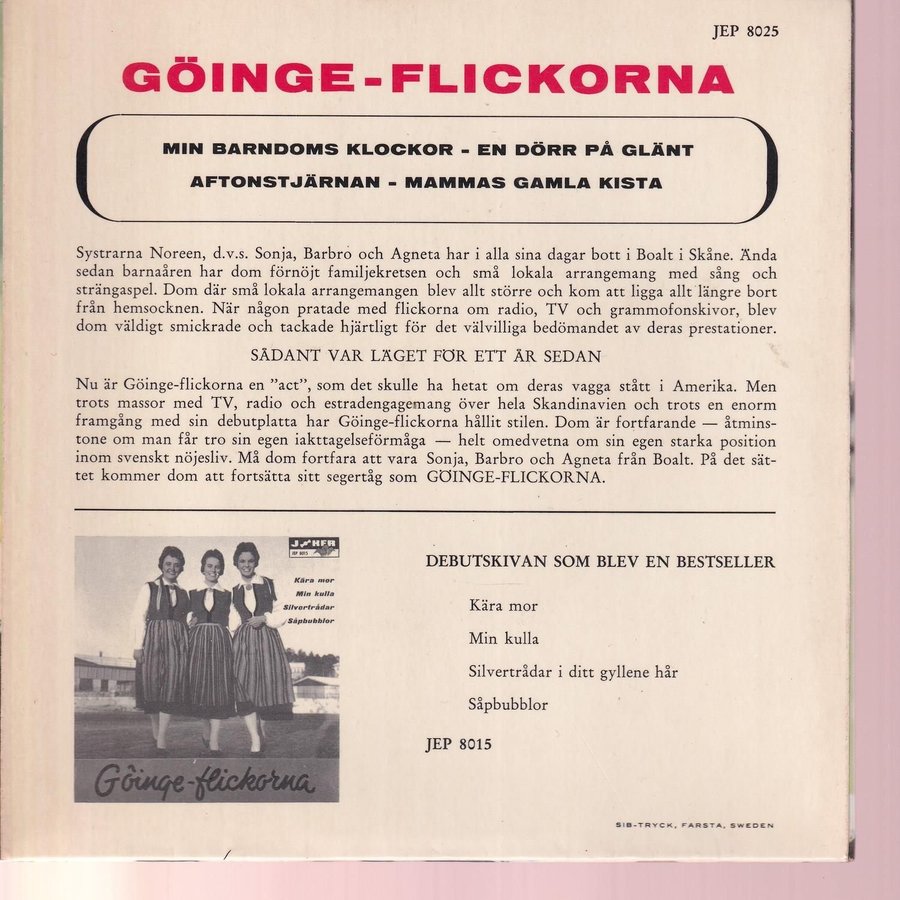 JEP 8025
GÖINGE-FLICKORNA
MIN BARNDOMS KLOCKOR - EN DÖRR PÅ GLÄNT
AFTONSTJÄRNAN - MAMMAS GAMLA KISTA
Systrarna Noreen, d.v.s. Sonja, Barbro och Agneta har i alla sina dagar bott i Boalt i Skåne. Ända
sedan barnaåren har dom förnöjt familjekretsen och små lokala arrangemang med sång och
strängaspel. Dom där små lokala arrangemangen blev allt större och kom att ligga allt längre bort
från hemsocknen. När någon pratade med flickorna om radio, TV och grammofonskivor, blev
dom väldigt smickrade och tackade hjärtligt för det välvilliga bedömandet av deras prestationer.
SÅDANT VAR LÄGET FÖR ETT ÅR SEDAN
Nu är Göinge-flickorna en ”act”, som det skulle ha hetat om deras vagga stått i Amerika. Men
trots massor med TV, radio och estradengagemang över hela Skandinavien och trots en enorm
framgång med sin debutplatta har Göinge-flickorna hållit stilen. Dom är fortfarande — åtmins-
tone om man får tro sin egen iakttagelseförmåga — helt omedvetna om sin egen starka position
inom svenskt nöjesliv. Må dom fortfara att vara Sonja, Barbro och Agneta från Boalt. På det sät-
tet kommer dom att fortsätta sitt segertåg som GÖINGE-FLICKORNA.
JEP 8015
Kära mor
Min kulla
Silvertrådar
Såpbubblor
Göinge-flickorna
DEBUTSKIVAN SOM BLEV EN BESTSELLER
Kära mor
Min kulla
Silvertrådar i ditt gyllene hår
Såpbubblor
JEP 8015
SIB-TRYCK, FARSTA, SWEDEN